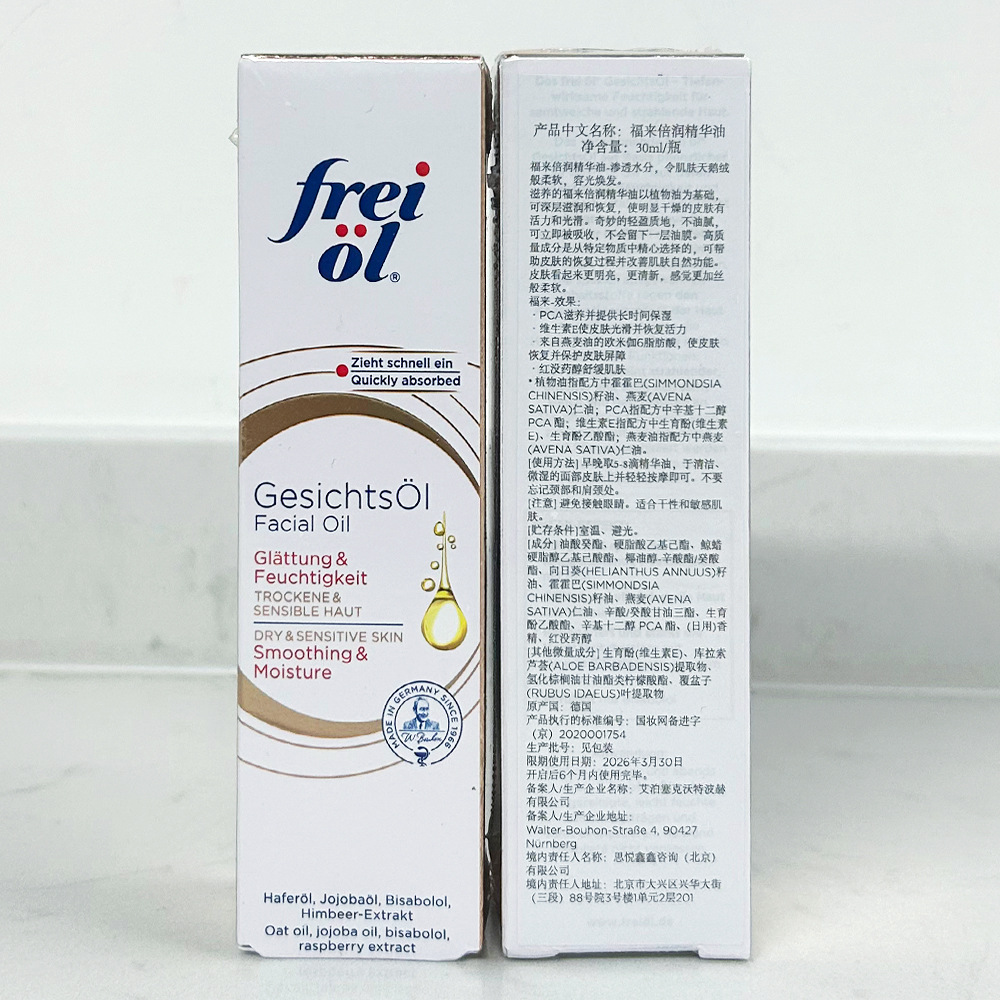 frei
öl®
Zieht schnell ein
Quickly absorbed
GesichtsÖl
Facial Oil
Glättung &
Feuchtigkeit
TROCKENE &
SENSIBLE HAUT
DRY & SENSITIVE SKIN
Smoothing &
Moisture
MADE IN GERMANY SINCE 1966
W. Bouhon
Haferöl, Jojobaöl, Bisabolol,
Himbeer-Extrakt
Oat oil, jojoba oil, bisabolol,
raspberry extract
产品中文名称：福来倍润精华油
净含量：30ml/瓶
福来倍润精华油-渗透水分，令肌肤天鹅绒
般柔软，容光焕发。
滋养的福来倍润精华油以植物油为基础，
可深层滋润和恢复，使明显干燥的皮肤有
活力和光滑。奇妙的轻盈质地，不油腻，
可立即被吸收，不会留下一层油膜。高质
量成分是从特定物质中精心选择的，可帮
助皮肤的恢复过程并改善肌肤自然功能。
皮肤看起来更明亮，更清新，感觉更加丝
般柔软。
福来-效果：
·PCA滋养并提供长时间保湿
·维生素E使皮肤光滑并恢复活力
·来自燕麦油的欧米伽6脂肪酸，使皮肤
恢复并保护皮肤屏障
·红没药醇舒缓肌肤
*植物油指配方中霍霍巴(SIMMONDSIA
CHINENSIS)籽油、燕麦(AVENA
SATIVA)仁油；PCA指配方中辛基十二醇
PCA 酯；维生素E指配方中生育酚(维生素
E)、生育酚乙酸酯；燕麦油指配方中燕麦
(AVENA SATIVA)仁油。
[使用方法] 早晚取5-8滴精华油，于清洁、
微湿的面部皮肤上并轻轻按摩即可。不要
忘记颈部和肩颈处。
[注意] 避免接触眼睛。适合干性和敏感肌
肤。
[贮存条件]室温、避光。
[成分] 油酸癸酯、硬脂酸乙基己酯、鲸蜡
硬脂醇乙基己酸酯、椰油醇-辛酸酯/癸酸
酯、向日葵(HELIANTHUS ANNUUS)籽
油、霍霍巴(SIMMONDSIA
CHINENSIS)籽油、燕麦(AVENA
SATIVA)仁油、辛酸/癸酸甘油三酯、生育
酚乙酸酯、辛基十二醇 PCA 酯、(日用)香
精、红没药醇
[其他微量成分] 生育酚(维生素E)、库拉索
芦荟(ALOE BARBADENSIS)提取物、
氢化棕榈油甘油酯类柠檬酸酯、覆盆子
(RUBUS IDAEUS)叶提取物
原产国：德国
产品执行的标准编号：国妆网备进字
（京）2020001754
生产批号：见包装
限期使用日期：2026年3月30日
开启后6个月内使用完毕。
备案人/生产企业名称：艾泊塞克沃特波赫
有限公司
备案人/生产企业地址：
Walter-Bouhon-Straße 4, 90427
Nürnberg
境内责任人名称：思悦鑫鑫咨询（北京）
有限公司
境内责任人地址：北京市大兴区兴华大街
（三段）88号院3号楼1单元2层201